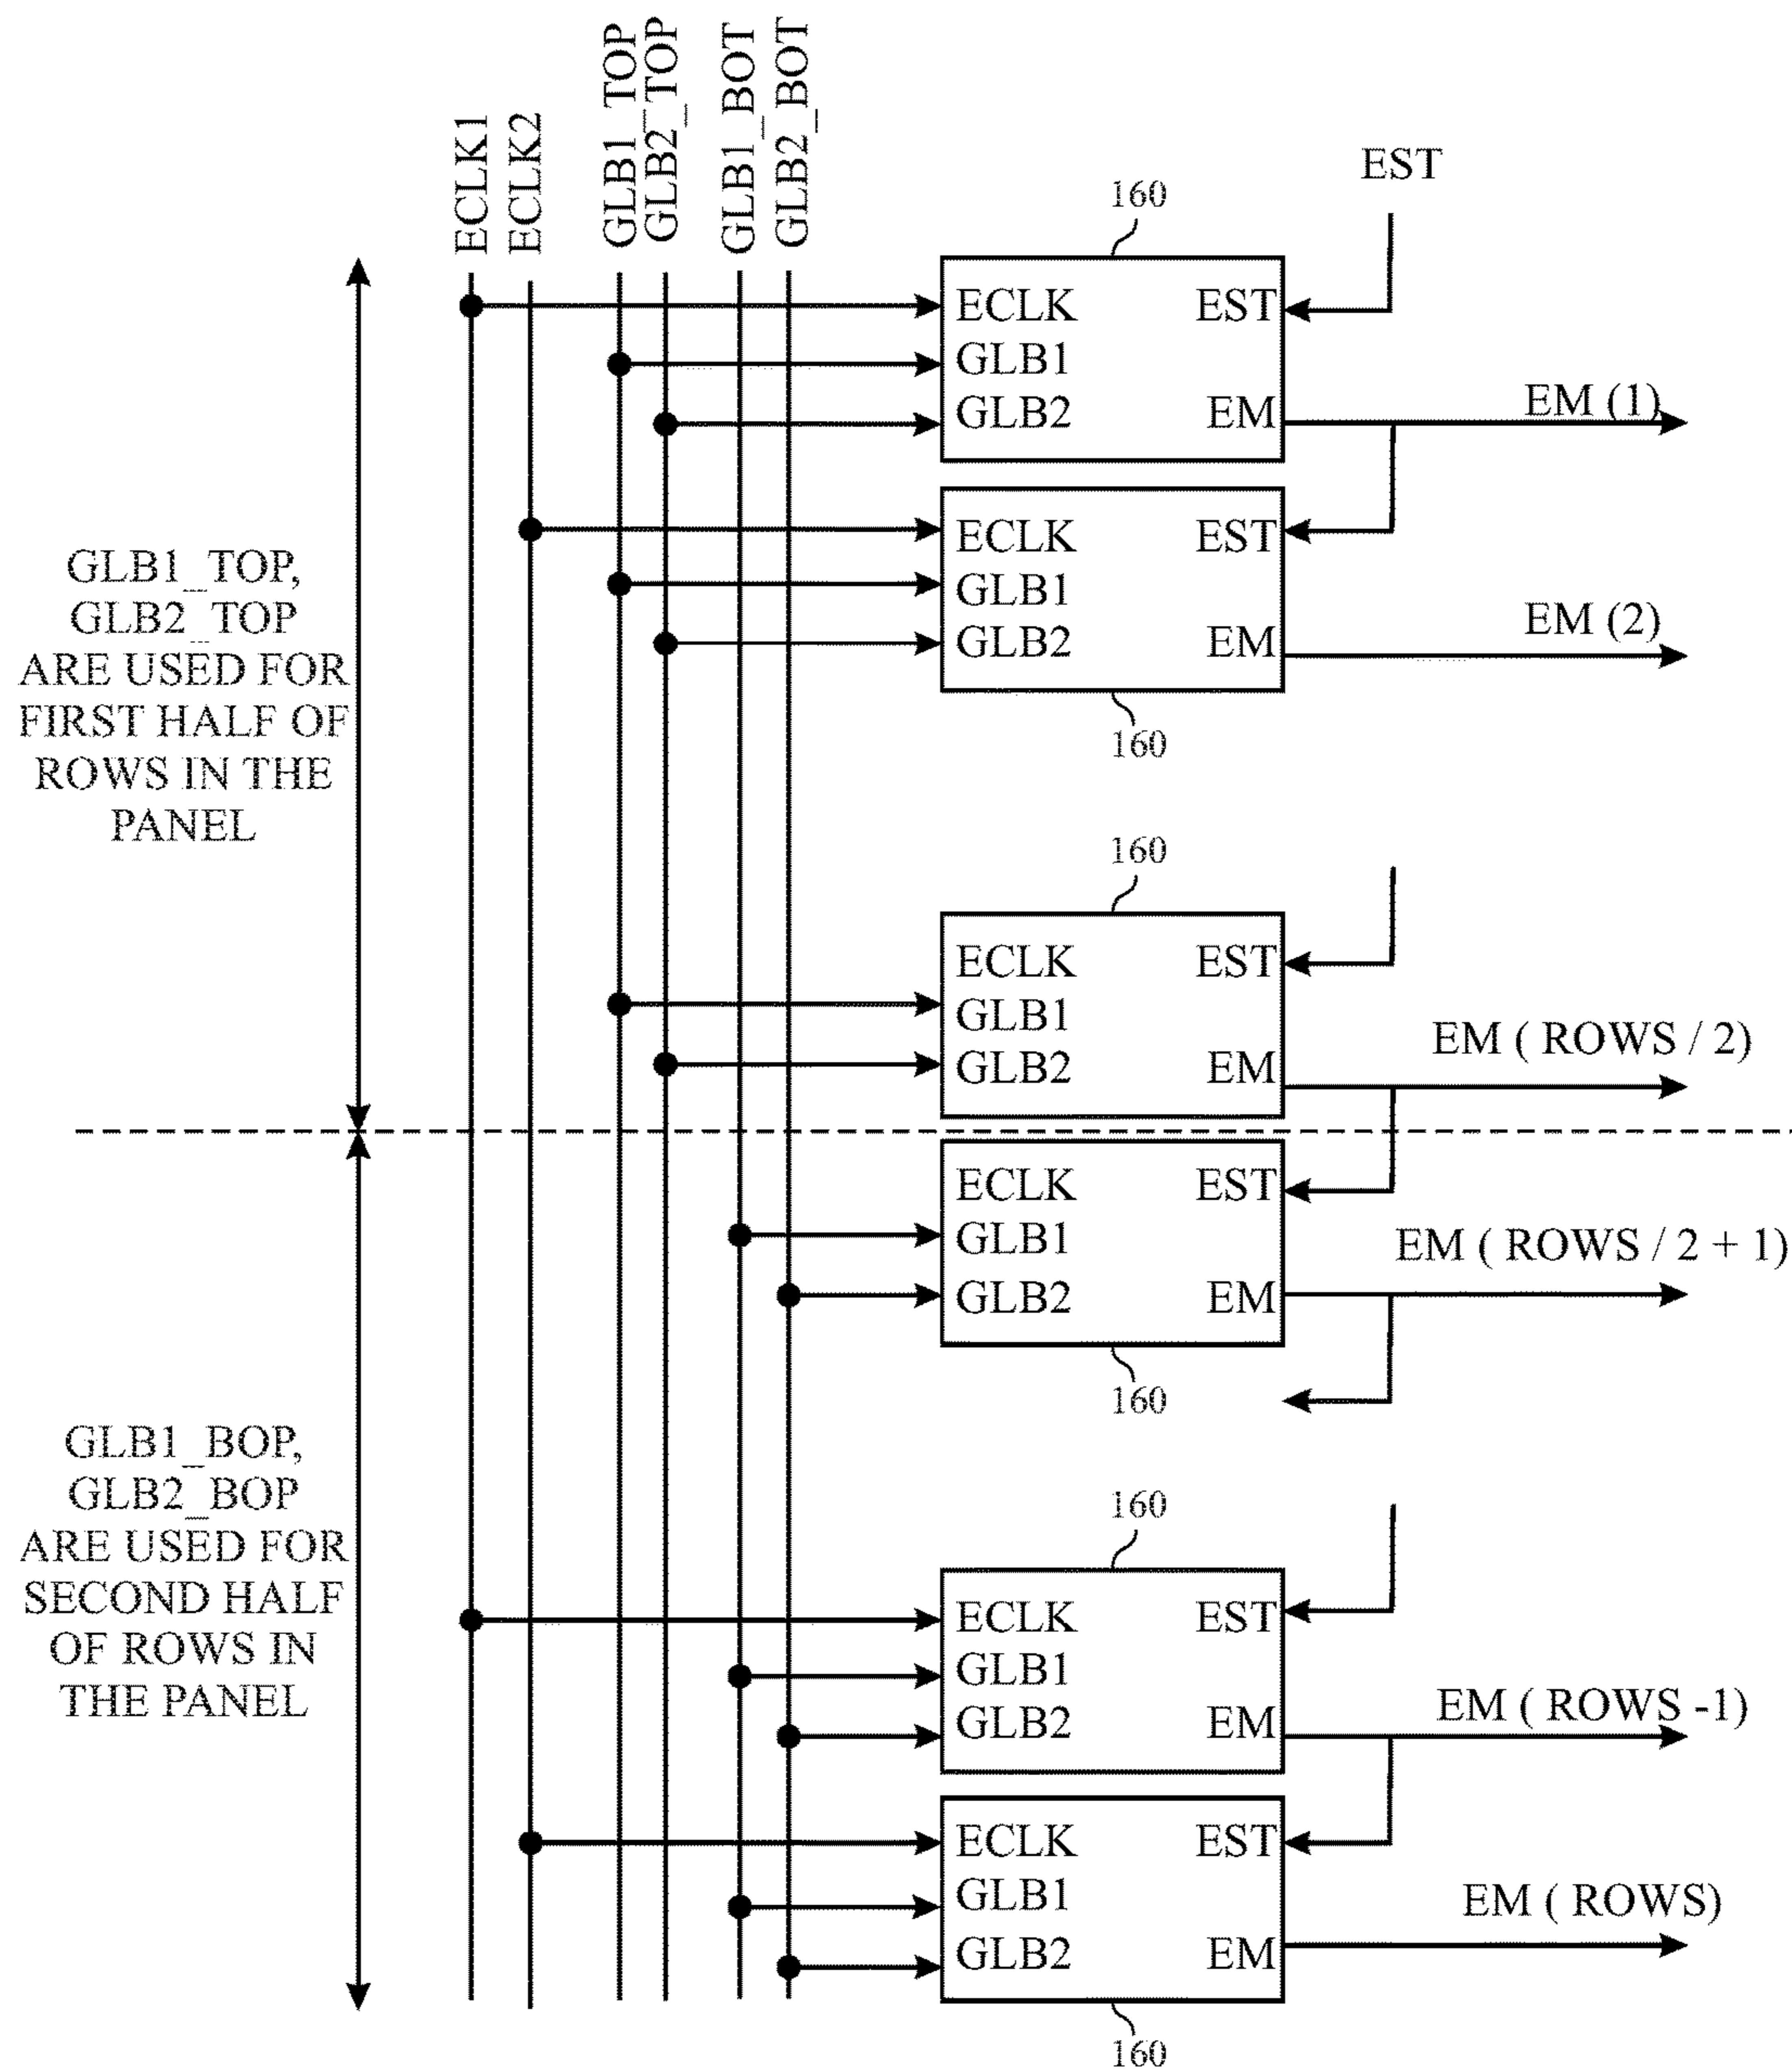 ECLK1
ECLK2
GLB1_TOP
GLB2_TOP
GLB1_BOT
GLB2_BOT
EST
160
ECLK EST
GLB1
GLB2 EM
EM (1)
ECLK EST
GLB1
GLB2 EM
EM (2)
160
GLB1_TOP,
GLB2_TOP
ARE USED FOR
FIRST HALF OF
ROWS IN THE
PANEL
160
ECLK EST
GLB1
GLB2 EM
EM ( ROWS / 2)
ECLK EST
GLB1
GLB2 EM
EM ( ROWS / 2 + 1)
160
GLB1_BOP,
GLB2_BOP
ARE USED FOR
SECOND HALF
OF ROWS IN
THE PANEL
160
ECLK EST
GLB1
GLB2 EM
EM ( ROWS -1)
ECLK EST
GLB1
GLB2 EM
EM ( ROWS)
160